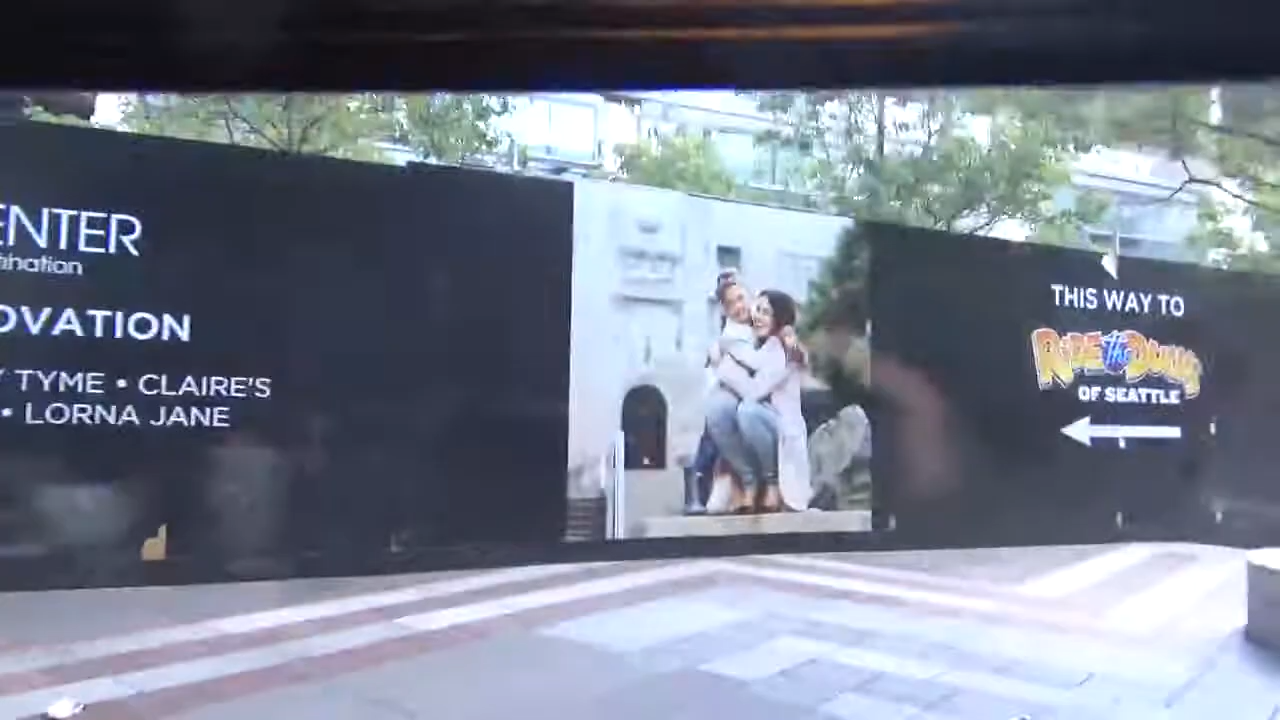 ENTER
OVATION
TYME • CLAIRE'S
• LORNA JANE
THIS WAY TO
RIDE the DUCKS
OF SEATTLE